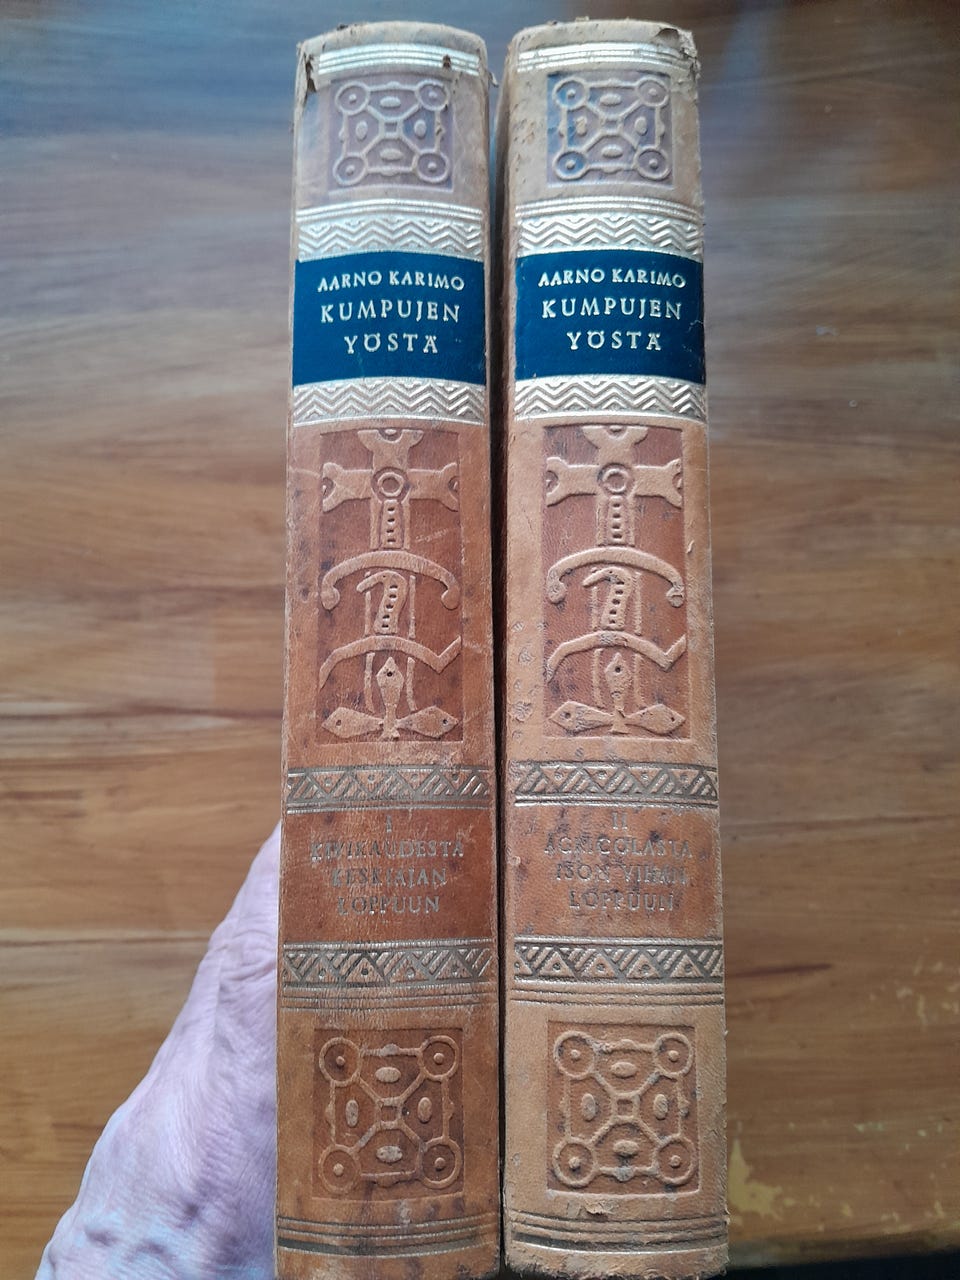 AARNO KARIMO
KUMPUJEN
YÖSTÄ
I
KIVIKAUDESTA
KESKIAJAN
LOPPUUN
AARNO KARIMO
KUMPUJEN
YÖSTÄ
II
AGRICOLASTA
ISON VIHAN
LOPPUUN